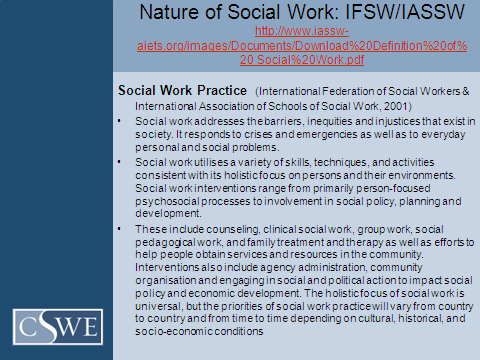 Nature of Social Work: IFSW/IASSW
http://www.iassw-
aiets.org/images/Documents/Download%20Definition%20of%
20 Social%20Work.pdf
Social Work Practice (International Federation of Social Workers &
International Association of Schools of Social Work, 2001)
• Social work addresses the barriers, inequities and injustices that exist in
society. It responds to crises and emergencies as well as to everyday
personal and social problems.
• Social work utilises a variety of skills, techniques, and activities
consistent with its holistic focus on persons and their environments.
Social work interventions range from primarily person-focused
psychosocial processes to involvement in social policy, planning and
development.
• These include counseling, clinical social work, group work, social
pedagogical work, and family treatment and therapy as well as efforts to
help people obtain services and resources in the community.
Interventions also include agency administration, community
organisation and engaging in social and political action to impact social
policy and economic development. The holistic focus of social work is
universal, but the priorities of social work practice will vary from country
to country and from time to time depending on cultural, historical, and
socio-economic conditions
CSWE